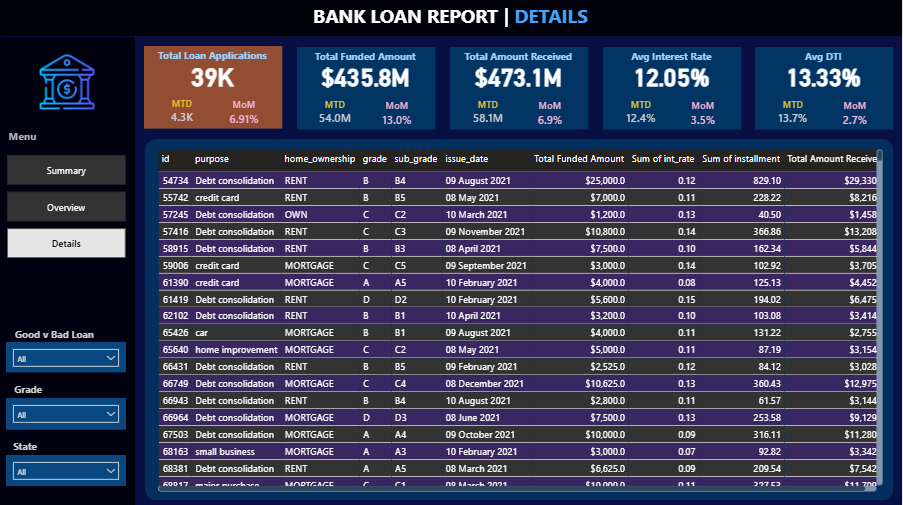 BANK LOAN REPORT | DETAILS
Total Loan Applications
39K
MTD MoM
4.3K 6.91%
Total Funded Amount
$435.8M
MTD MoM
54.0M 13.0%
Total Amount Received
$473.1M
MTD MoM
58.1M 6.9%
Avg Interest Rate
12.05%
MTD MoM
12.4% 3.5%
Avg DTI
13.33%
MTD MoM
13.7% 2.7%
Menu
Summary
Overview
Details
Good v Bad Loan
All
Grade
All
State
All
id purpose home_ownership grade sub_grade issue_date Total Funded Amount Sum of int_rate Sum of installment Total Amount Receive
54734 Debt consolidation RENT B B4 09 August 2021 $25,000.0 0.12 829.10 $29,330
55742 credit card RENT B B5 08 May 2021 $7,000.0 0.11 228.22 $8,216
57245 Debt consolidation OWN C C2 10 March 2021 $1,200.0 0.13 40.50 $1,458
57416 Debt consolidation RENT C C3 09 November 2021 $10,800.0 0.14 366.86 $13,208
58915 Debt consolidation RENT B B3 08 April 2021 $7,500.0 0.10 162.34 $5,844
59006 credit card MORTGAGE C C5 09 September 2021 $3,000.0 0.14 102.92 $3,705
61390 credit card MORTGAGE A A5 10 February 2021 $4,000.0 0.08 125.13 $4,452
61419 Debt consolidation RENT D D2 10 February 2021 $5,600.0 0.15 194.02 $6,475
62102 Debt consolidation RENT B B1 10 April 2021 $3,200.0 0.10 103.08 $3,414
65426 car MORTGAGE B B1 09 August 2021 $4,000.0 0.11 131.22 $2,755
65640 home improvement MORTGAGE C C2 08 May 2021 $5,000.0 0.11 87.19 $3,154
66431 Debt consolidation RENT B B5 09 February 2021 $2,525.0 0.12 84.12 $3,028
66749 Debt consolidation MORTGAGE C C4 08 December 2021 $10,625.0 0.13 360.43 $12,975
66943 Debt consolidation RENT B B4 10 August 2021 $2,800.0 0.11 61.57 $3,144
66964 Debt consolidation MORTGAGE D D3 08 June 2021 $7,500.0 0.13 253.58 $9,129
67503 Debt consolidation MORTGAGE A A4 09 October 2021 $10,000.0 0.09 316.11 $11,280
68163 small business MORTGAGE A A3 10 February 2021 $3,000.0 0.07 92.82 $3,342
68381 Debt consolidation RENT A A5 08 March 2021 $6,625.0 0.09 209.54 $7,542
68817 major purchase MORTGAGE C C1 08 March 2021 $10,000.0 0.11 327.53 $11,700